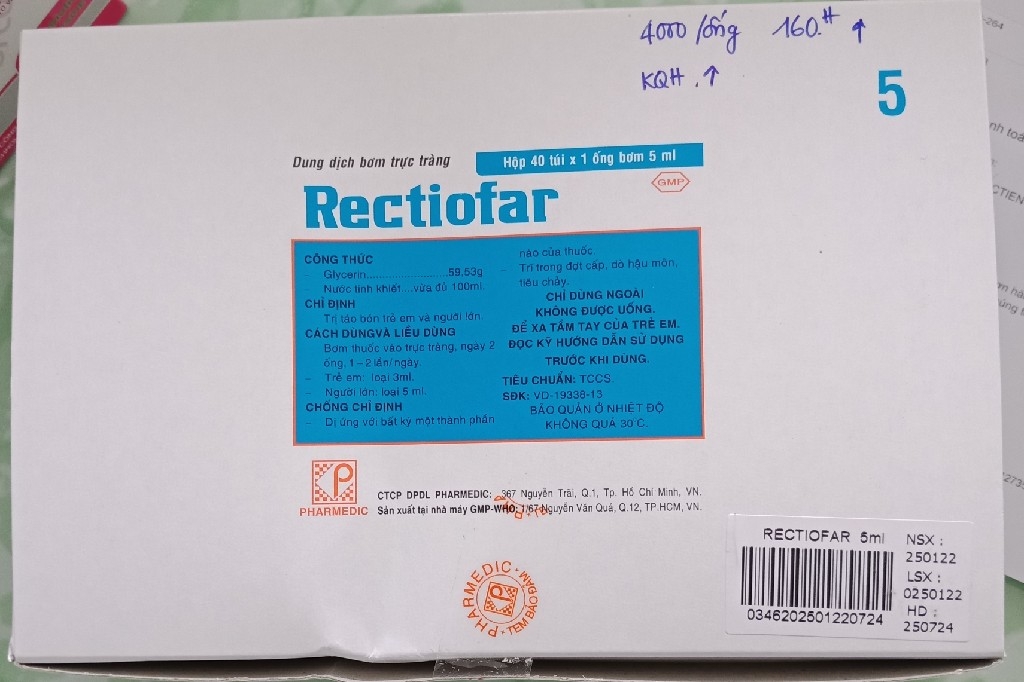 4000/ống 160.H ↑
KQH. ↑
5
Dung dịch bơm trực tràng
Hộp 40 túi x 1 ống bơm 5 ml
GMP
Rectiofar
CÔNG THỨC
– Glycerin..............................59,53g
– Nước tinh khiết....vừa đủ 100ml.
CHỈ ĐỊNH
Trị táo bón trẻ em và người lớn.
CÁCH DÙNG VÀ LIỀU DÙNG
Bơm thuốc vào trực tràng, ngày 2
ống, 1 – 2 lần/ngày.
– Trẻ em: loại 3ml.
– Người lớn: loại 5 ml.
CHỐNG CHỈ ĐỊNH
– Dị ứng với bất kỳ một thành phần
nào của thuốc.
– Trĩ trong đợt cấp, dò hậu môn,
tiêu chảy.
CHỈ DÙNG NGOÀI
KHÔNG ĐƯỢC UỐNG.
ĐỂ XA TẦM TAY CỦA TRẺ EM.
ĐỌC KỸ HƯỚNG DẪN SỬ DỤNG
TRƯỚC KHI DÙNG.
TIÊU CHUẨN: TCCS.
SĐK: VD-19338-13
BẢO QUẢN Ở NHIỆT ĐỘ
KHÔNG QUÁ 30°C.
PHARMEDIC
CTCP DPDL PHARMEDIC: 367 Nguyễn Trãi, Q.1, Tp. Hồ Chí Minh, VN.
Sản xuất tại nhà máy GMP-WHO: 1/67 Nguyễn Văn Quá, Q.12, TP.HCM, VN.
PHARMEDIC
TEM BẢO ĐẢM
RECTIOFAR 5ml
0346202501220724
NSX :
250122
LSX :
0250122
HD :
250724